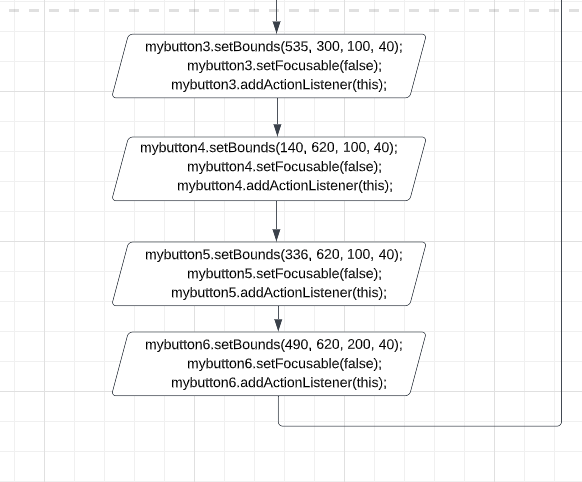 mybutton3.setBounds(535, 300, 100, 40);
mybutton3.setFocusable(false);
mybutton3.addActionListener(this);
mybutton4.setBounds(140, 620, 100, 40);
mybutton4.setFocusable(false);
mybutton4.addActionListener(this);
mybutton5.setBounds(336, 620, 100, 40);
mybutton5.setFocusable(false);
mybutton5.addActionListener(this);
mybutton6.setBounds(490, 620, 200, 40);
mybutton6.setFocusable(false);
mybutton6.addActionListener(this);